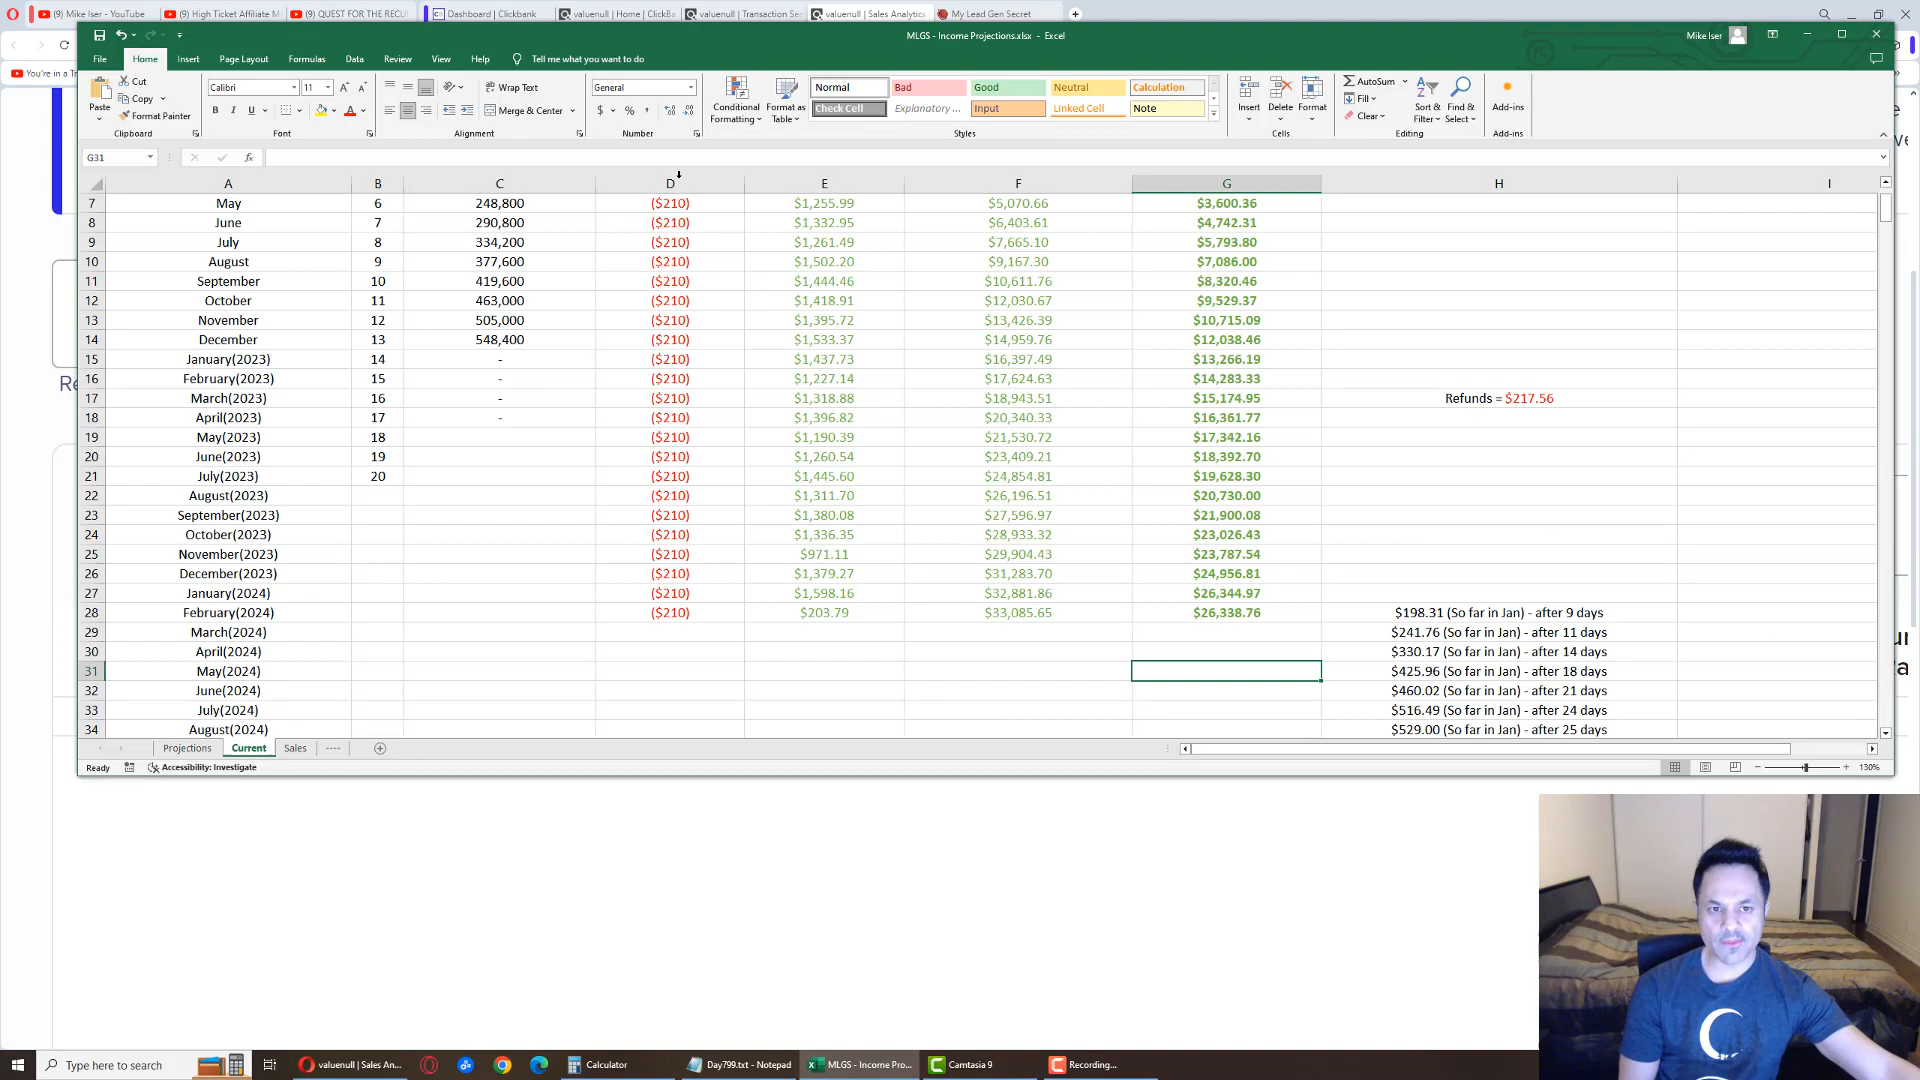 (9) Mike Iser - YouTube
(9) High Ticket Affiliate M
(9) QUEST FOR THE RECU
Dashboard | Clickbank
valuenull | Home | ClickBa
valuenull | Transaction Se
valuenull | Sales Analytics
My Lead Gen Secret
You're in a Tr
MLGS - Income Projections.xlsx - Excel
Mike Iser
File Home Insert Page Layout Formulas Data Review View Help Tell me what you want to do
Paste
Cut
Copy
Format Painter
Clipboard
Calibri 11
B I U
Font
Wrap Text
Merge & Center
Alignment
General
$ % ,
Number
Conditional Formatting
Format as Table
Normal Bad Good Neutral Calculation
Check Cell Explanatory ... Input Linked Cell Note
Styles
Insert Delete Format
Cells
AutoSum
Fill
Clear
Sort & Filter
Find & Select
Editing
Add-ins
Add-ins
G31 fx
A B C D E F G H I
7 May 6 248,800 ($210) $1,255.99 $5,070.66 $3,600.36
8 June 7 290,800 ($210) $1,332.95 $6,403.61 $4,742.31
9 July 8 334,200 ($210) $1,261.49 $7,665.10 $5,793.80
10 August 9 377,600 ($210) $1,502.20 $9,167.30 $7,086.00
11 September 10 419,600 ($210) $1,444.46 $10,611.76 $8,320.46
12 October 11 463,000 ($210) $1,418.91 $12,030.67 $9,529.37
13 November 12 505,000 ($210) $1,395.72 $13,426.39 $10,715.09
14 December 13 548,400 ($210) $1,533.37 $14,959.76 $12,038.46
15 January(2023) 14 - ($210) $1,437.73 $16,397.49 $13,266.19
16 February(2023) 15 - ($210) $1,227.14 $17,624.63 $14,283.33
17 March(2023) 16 - ($210) $1,318.88 $18,943.51 $15,174.95 Refunds = $217.56
18 April(2023) 17 - ($210) $1,396.82 $20,340.33 $16,361.77
19 May(2023) 18 ($210) $1,190.39 $21,530.72 $17,342.16
20 June(2023) 19 ($210) $1,260.54 $23,409.21 $18,392.70
21 July(2023) 20 ($210) $1,445.60 $24,854.81 $19,628.30
22 August(2023) ($210) $1,311.70 $26,196.51 $20,730.00
23 September(2023) ($210) $1,380.08 $27,596.97 $21,900.08
24 October(2023) ($210) $1,336.35 $28,933.32 $23,026.43
25 November(2023) ($210) $971.11 $29,904.43 $23,787.54
26 December(2023) ($210) $1,379.27 $31,283.70 $24,956.81
27 January(2024) ($210) $1,598.16 $32,881.86 $26,344.97
28 February(2024) ($210) $203.79 $33,085.65 $26,338.76 $198.31 (So far in Jan) - after 9 days
29 March(2024) $241.76 (So far in Jan) - after 11 days
30 April(2024) $330.17 (So far in Jan) - after 14 days
31 May(2024) $425.96 (So far in Jan) - after 18 days
32 June(2024) $460.02 (So far in Jan) - after 21 days
33 July(2024) $516.49 (So far in Jan) - after 24 days
34 August(2024) $529.00 (So far in Jan) - after 25 days
Projections Current Sales ----
Ready Accessibility: Investigate 130%
Type here to search
valuenull | Sales An...
Calculator
Day799.txt - Notepad
MLGS - Income Pro...
Camtasia 9
Recording...